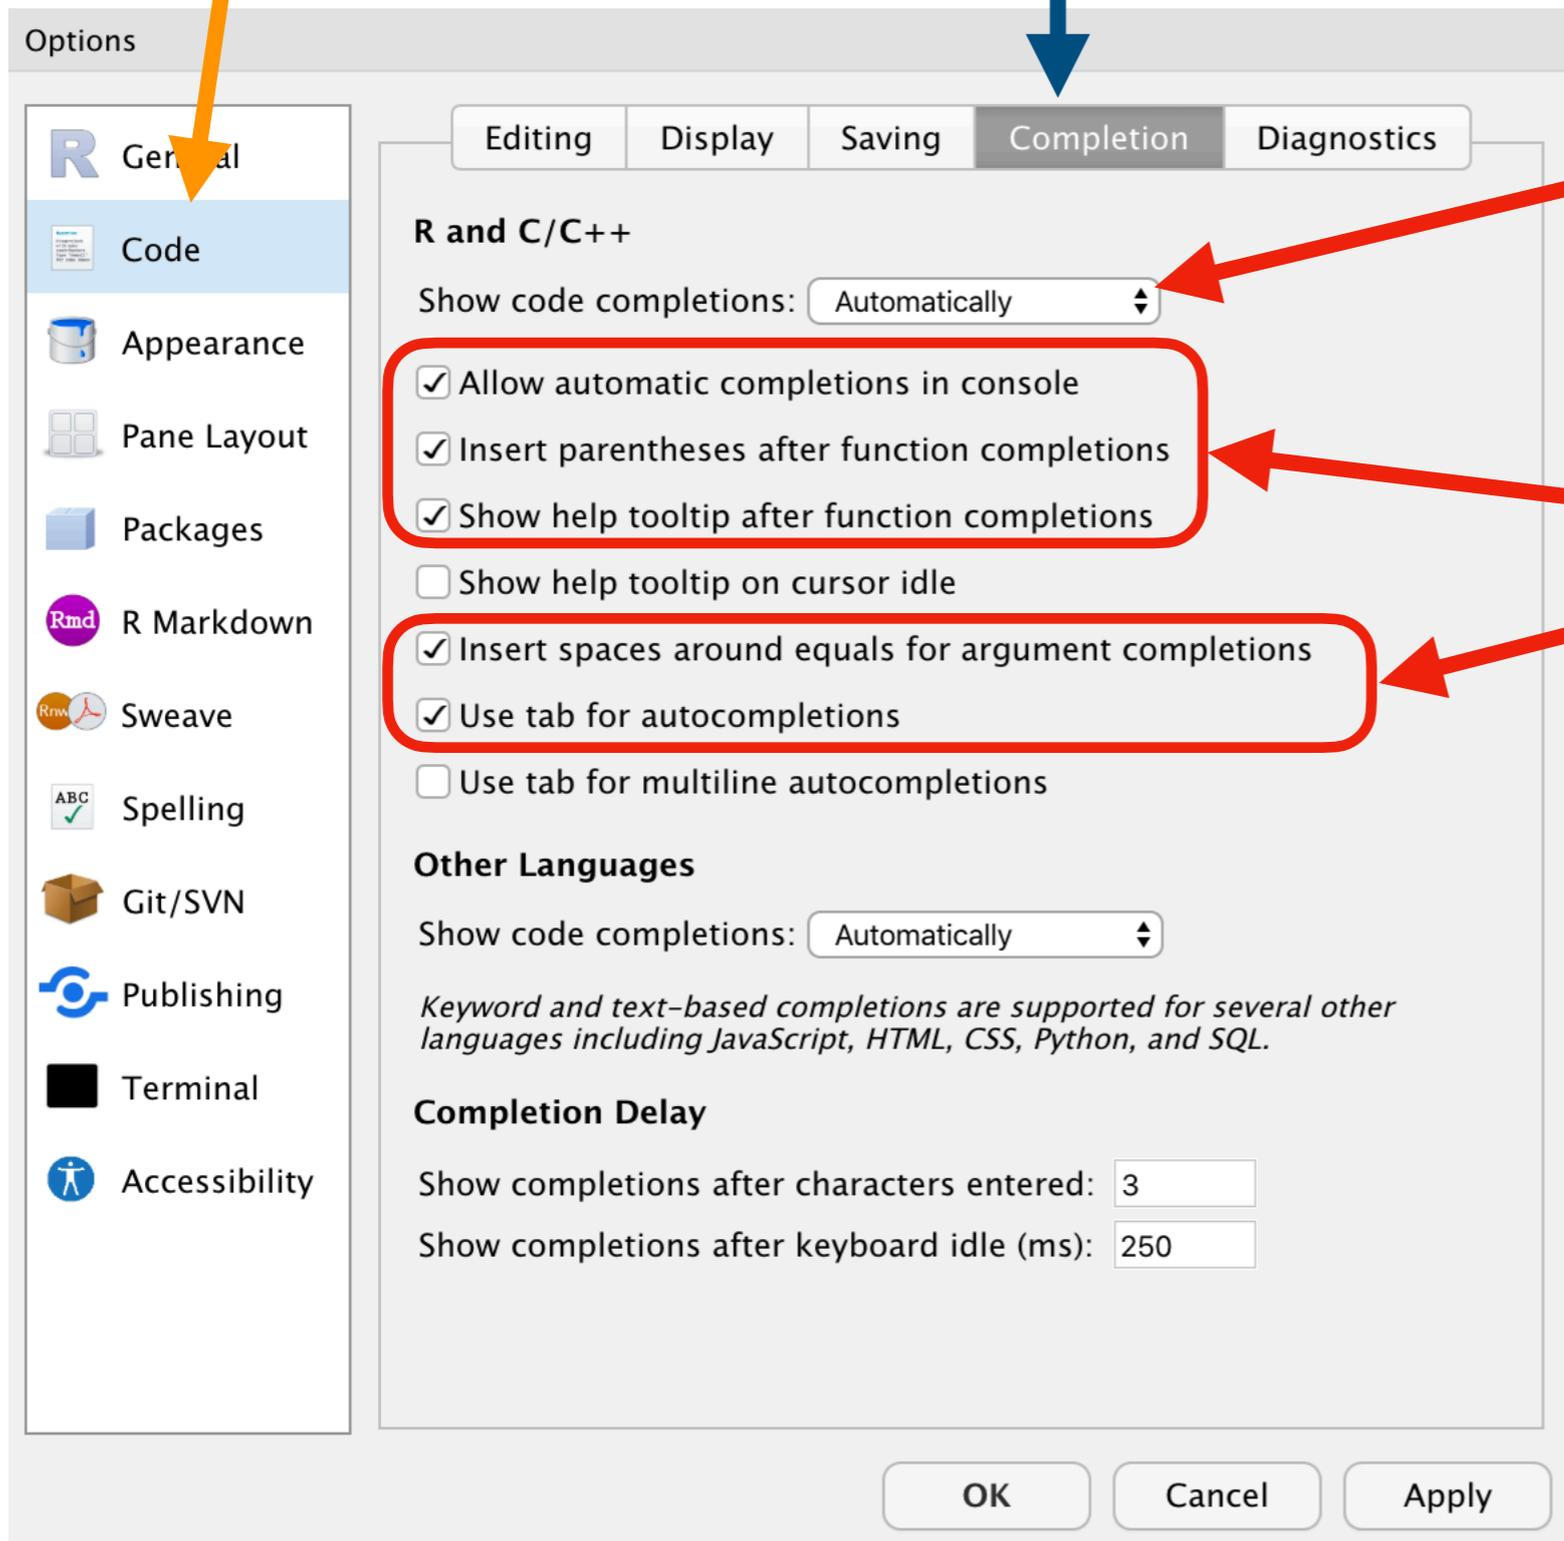 Options
General
Code
Appearance
Pane Layout
Packages
Rmd R Markdown
Rnw Sweave
ABC Spelling
Git/SVN
Publishing
Terminal
Accessibility
Editing Display Saving Completion Diagnostics
R and C/C++
Show code completions: Automatically
Allow automatic completions in console
Insert parentheses after function completions
Show help tooltip after function completions
Show help tooltip on cursor idle
Insert spaces around equals for argument completions
Use tab for autocompletions
Use tab for multiline autocompletions
Other Languages
Show code completions: Automatically
Keyword and text-based completions are supported for several other
languages including JavaScript, HTML, CSS, Python, and SQL.
Completion Delay
Show completions after characters entered: 3
Show completions after keyboard idle (ms): 250
OK Cancel Apply